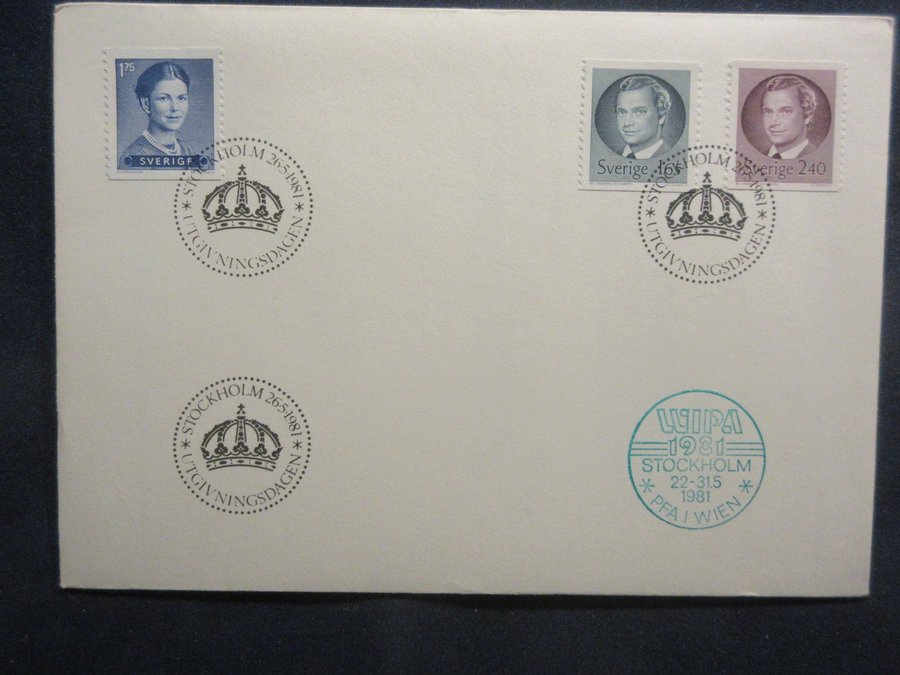 1.75
SVERIGE
STOCKHOLM 26.5.1981
* UTGIVNINGSDAGEN *
Sverige 1.65
Sverige 2.40
STOCKHOLM 26.5.1981
* UTGIVNINGSDAGEN *
STOCKHOLM 26.5.1981
* UTGIVNINGSDAGEN *
WIPA
1981
STOCKHOLM
22-31.5
1981
* PFA I WIEN *